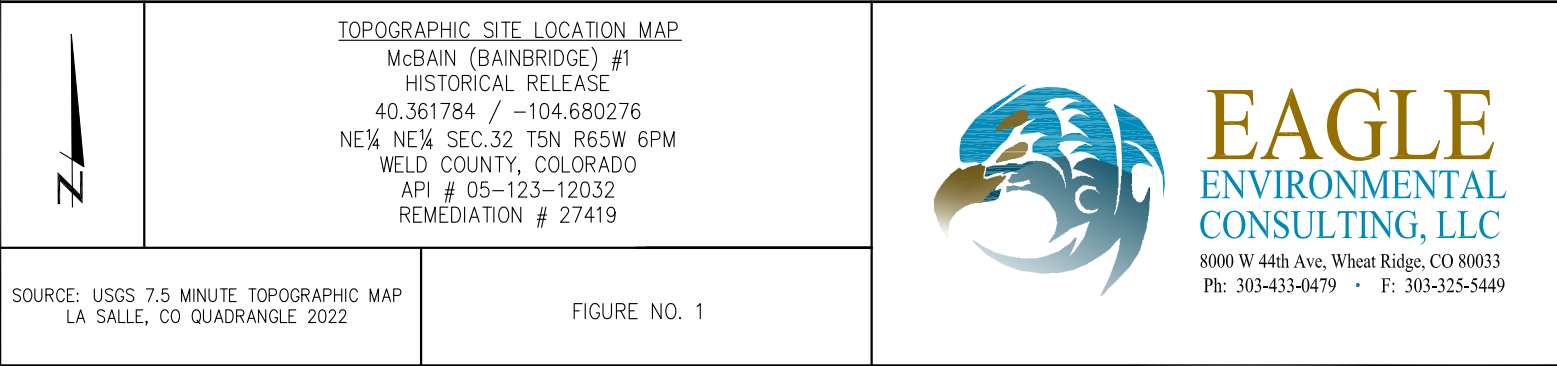 N
TOPOGRAPHIC SITE LOCATION MAP
McBAIN (BAINBRIDGE) #1
HISTORICAL RELEASE
40.361784 / -104.680276
NE¼ NE¼ SEC.32 T5N R65W 6PM
WELD COUNTY, COLORADO
API # 05-123-12032
REMEDIATION # 27419
SOURCE: USGS 7.5 MINUTE TOPOGRAPHIC MAP
LA SALLE, CO QUADRANGLE 2022
FIGURE NO. 1
EAGLE
ENVIRONMENTAL
CONSULTING, LLC
8000 W 44th Ave, Wheat Ridge, CO 80033
Ph: 303-433-0479 • F: 303-325-5449